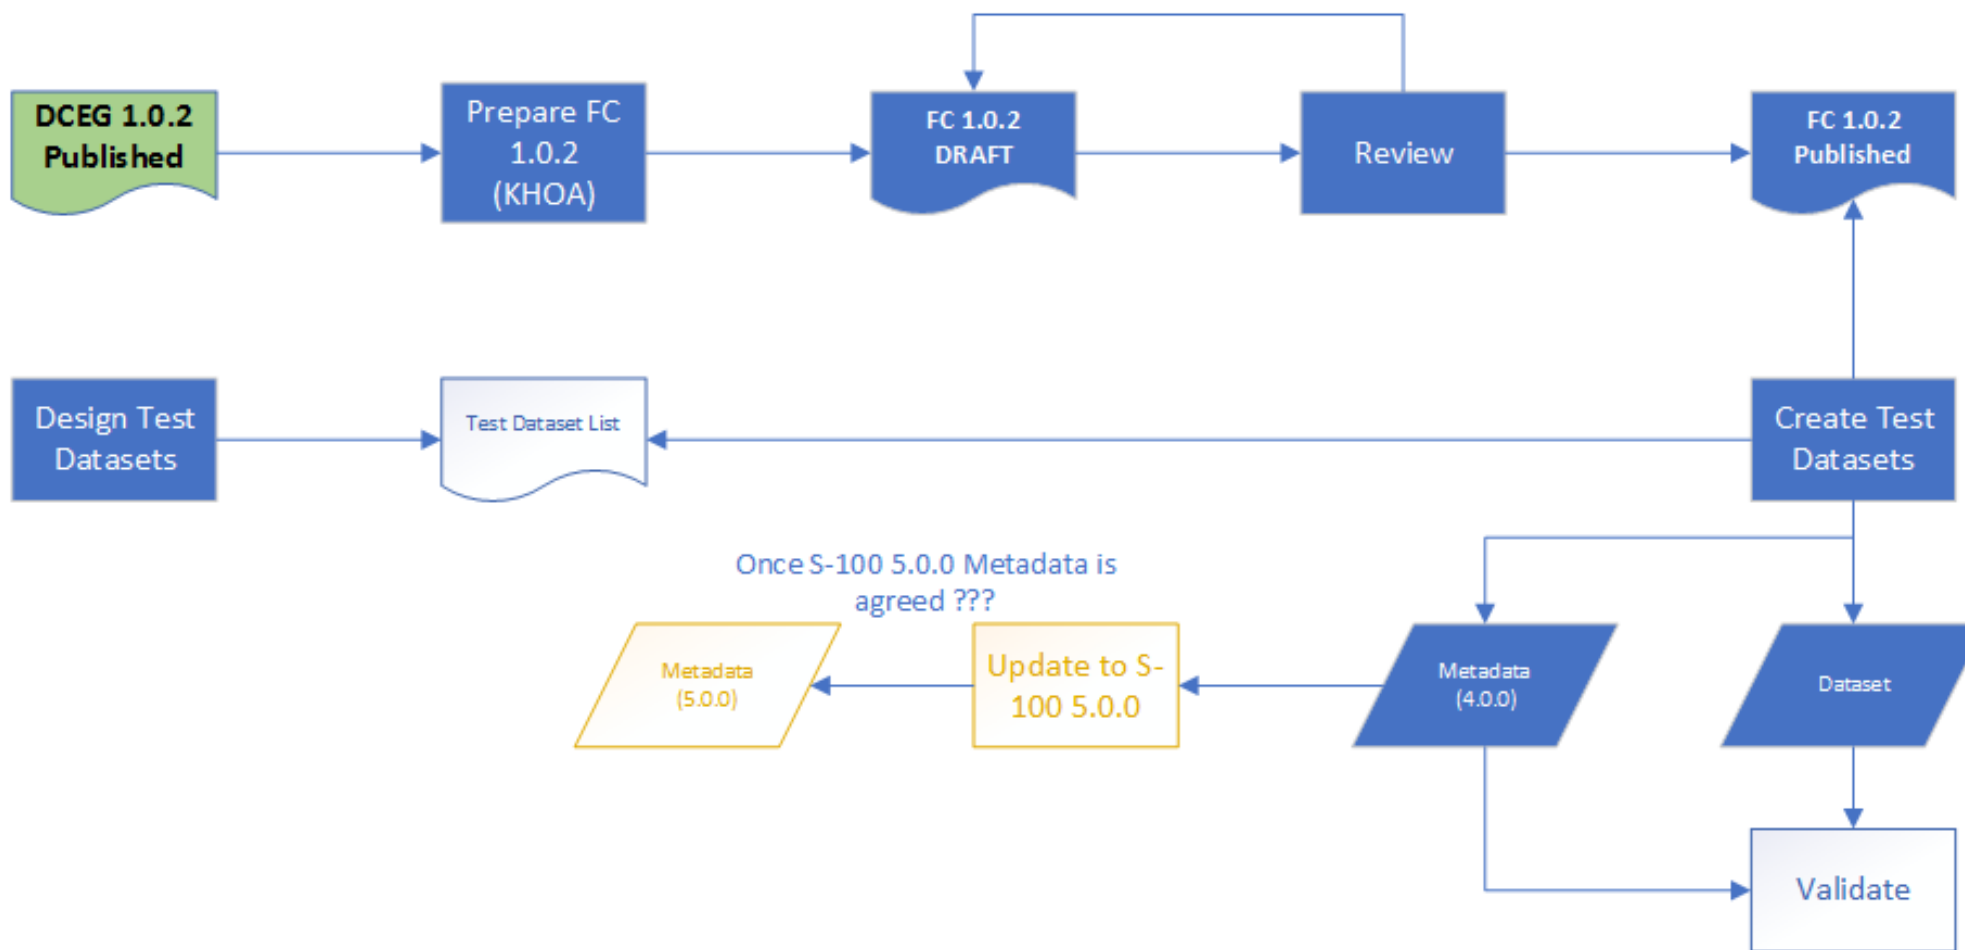 DCEG 1.0.2
Published
Prepare FC
1.0.2
(KHOA)
FC 1.0.2
DRAFT
Review
FC 1.0.2
Published
Design Test
Datasets
Test Dataset List
Create Test
Datasets
Once S-100 5.0.0 Metadata is
agreed ???
Metadata
(5.0.0)
Update to S-
100 5.0.0
Metadata
(4.0.0)
Dataset
Validate